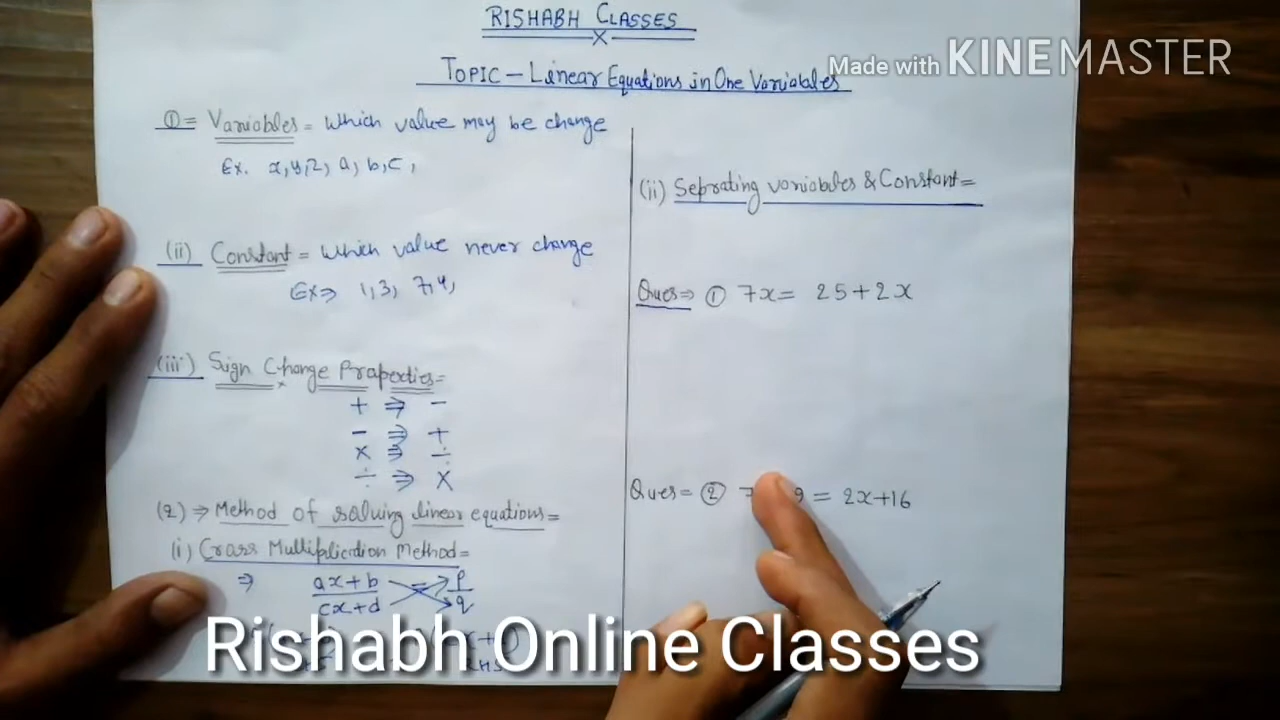 RISHABH CLASSES
Made with KINEMASTER
TOPIC - Linear Equations in One Variables
① = Variables = Which value may be change
Ex. x, y, z, a, b, c,
(ii) Constant = Which value never change
Ex ⇒ 1, 3, 7, 4,
(iii) Sign Change Properties =
+ ⇒ -
- ⇒ +
× ⇒ ÷
÷ ⇒ ×
(2) ⇒ Method of solving linear equations =
(i) Cross Multiplication Method =
⇒ ax+b = p
cx+d q
(ii) Seprating variables & Constant =
Ques ⇒ ① 7x = 25 + 2x
Ques = ② 7 9 = 2x+16
Rishabh Online Classes